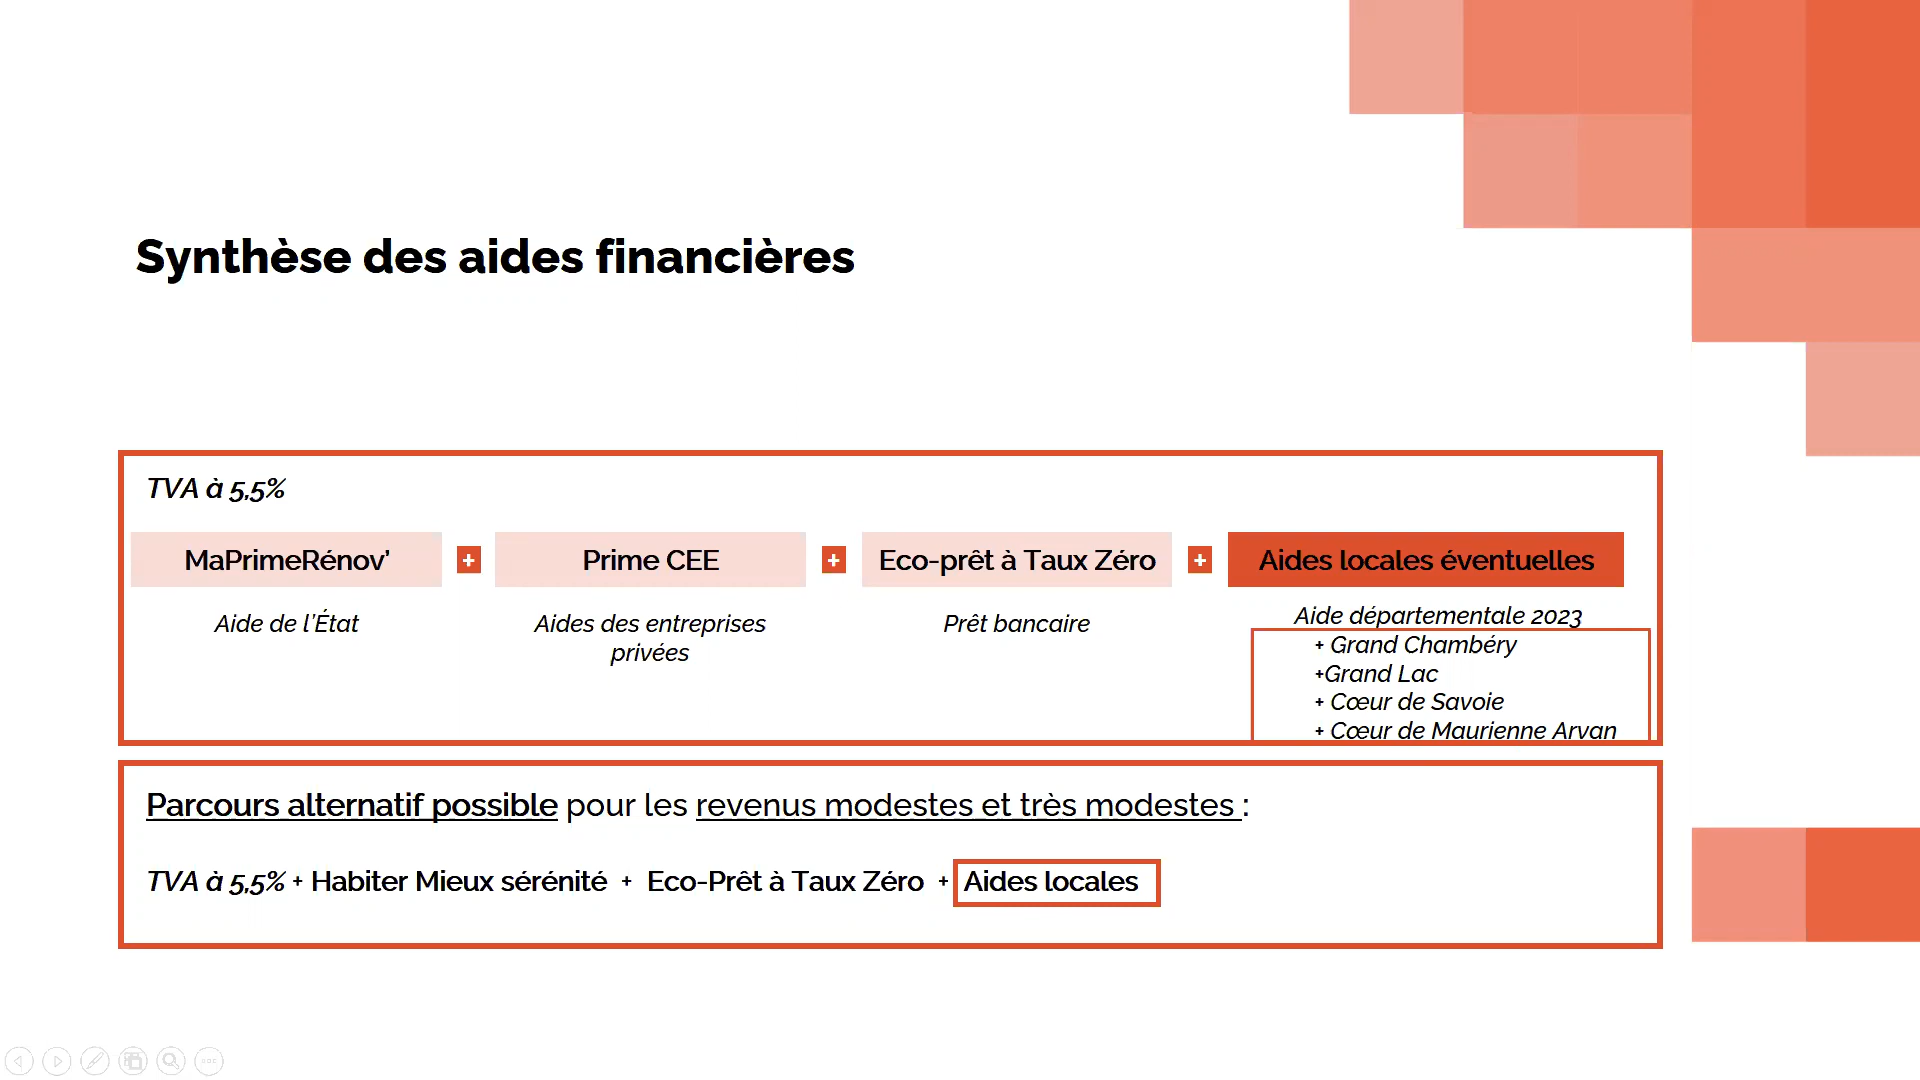 Synthèse des aides financières
TVA à 5,5%
MaPrimeRénov' + Prime CEE + Eco-prêt à Taux Zéro + Aides locales éventuelles
Aide de l'État
Aides des entreprises
privées
Prêt bancaire
Aide départementale 2023
+ Grand Chambéry
+Grand Lac
+ Cœur de Savoie
+ Cœur de Maurienne Arvan
Parcours alternatif possible pour les revenus modestes et très modestes :
TVA à 5,5% + Habiter Mieux sérénité + Eco-Prêt à Taux Zéro + Aides locales